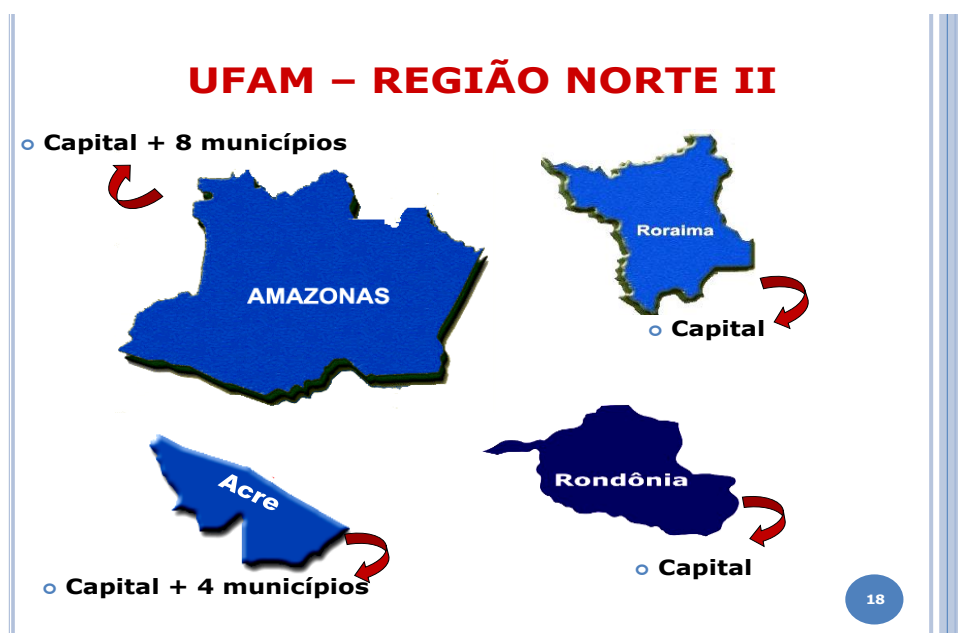 UFAM – REGIÃO NORTE II
Capital + 8 municípios
Roraima
AMAZONAS
Capital
Acre
Rondônia
Capital
Capital + 4 municípios
18